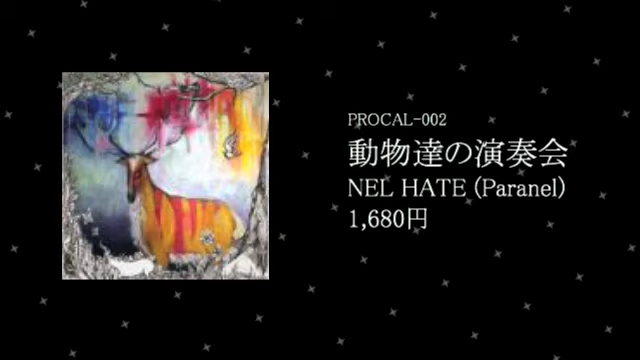 PROCAL-002
動物達の演奏会
NEL HATE (Paranel)
1,680円